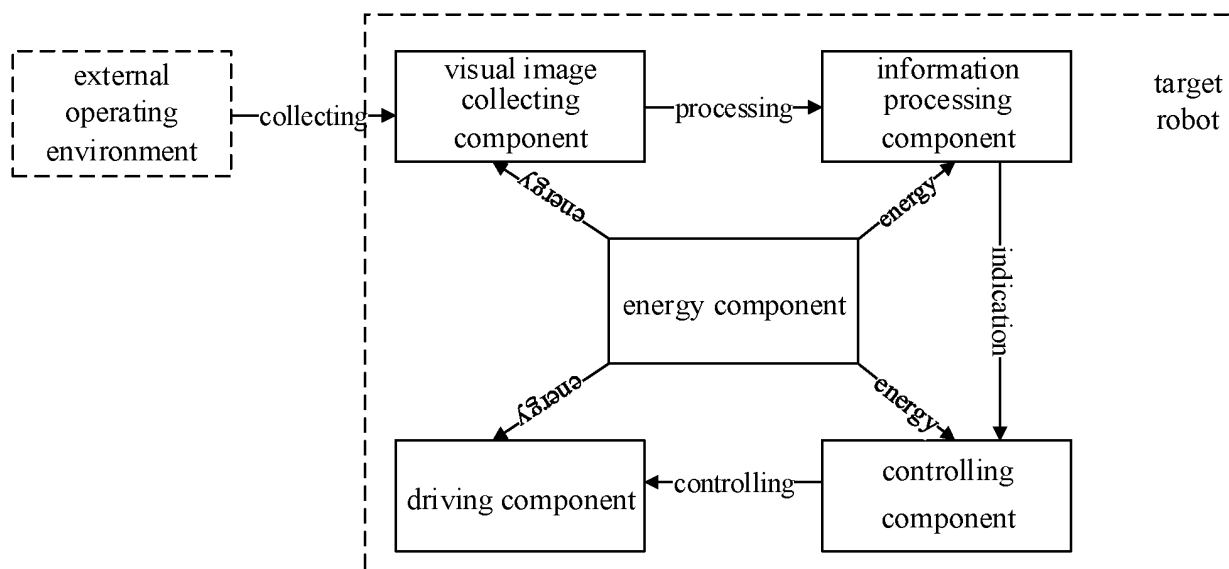 external
operating
environment
collecting
visual image
collecting
component
processing
information
processing
component
target
robot
energy
energy
energy component
indication
energy
energy
driving component
controlling
controlling
component